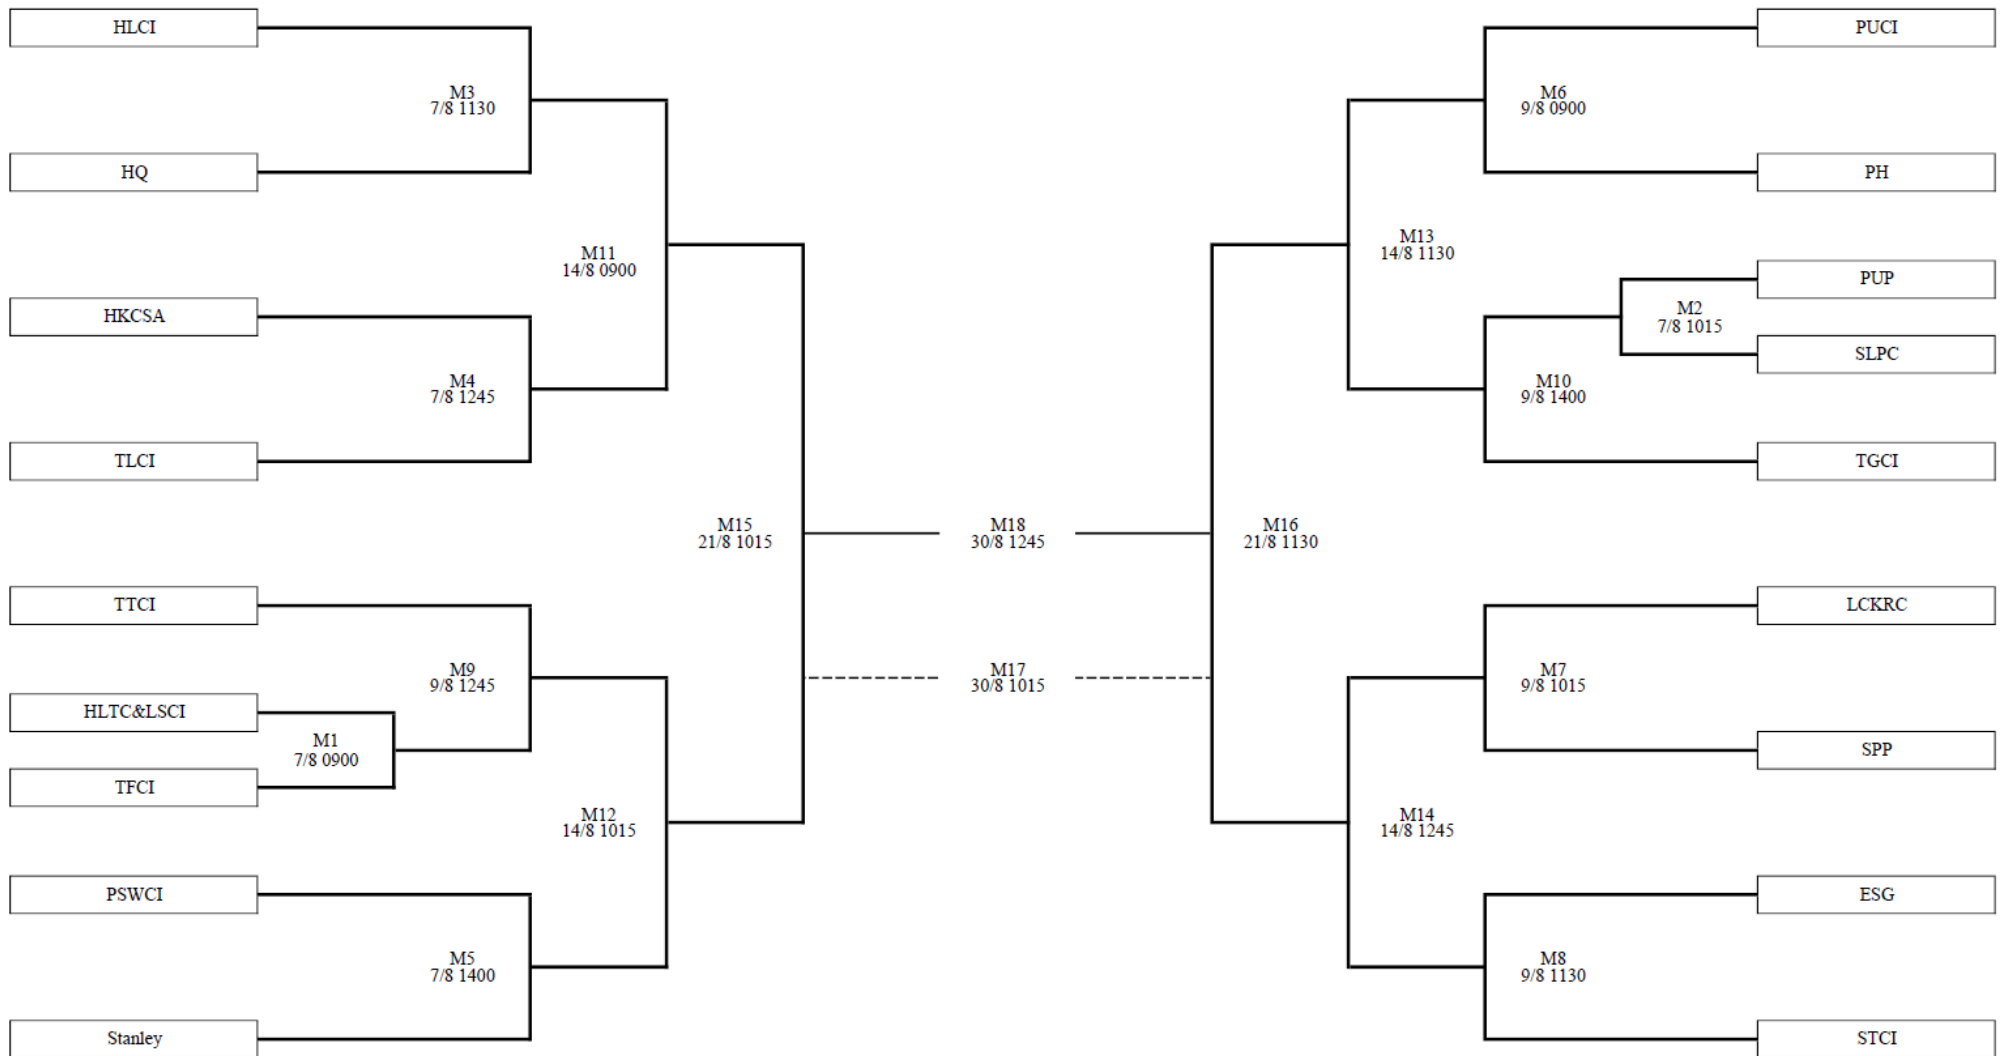 HLCI
M3
7/8 1130
HQ
M11
14/8 0900
HKCSA
M4
7/8 1245
TLCI
M15
21/8 1015
TTCI
M9
9/8 1245
HLTC&LSCI
M1
7/8 0900
TFCI
M12
14/8 1015
PSWCI
M5
7/8 1400
Stanley
M18
30/8 1245
M17
30/8 1015
PUCI
M6
9/8 0900
PH
M13
14/8 1130
PUP
M2
7/8 1015
SLPC
M10
9/8 1400
TGCI
M16
21/8 1130
LCKRC
M7
9/8 1015
SPP
M14
14/8 1245
ESG
M8
9/8 1130
STCI